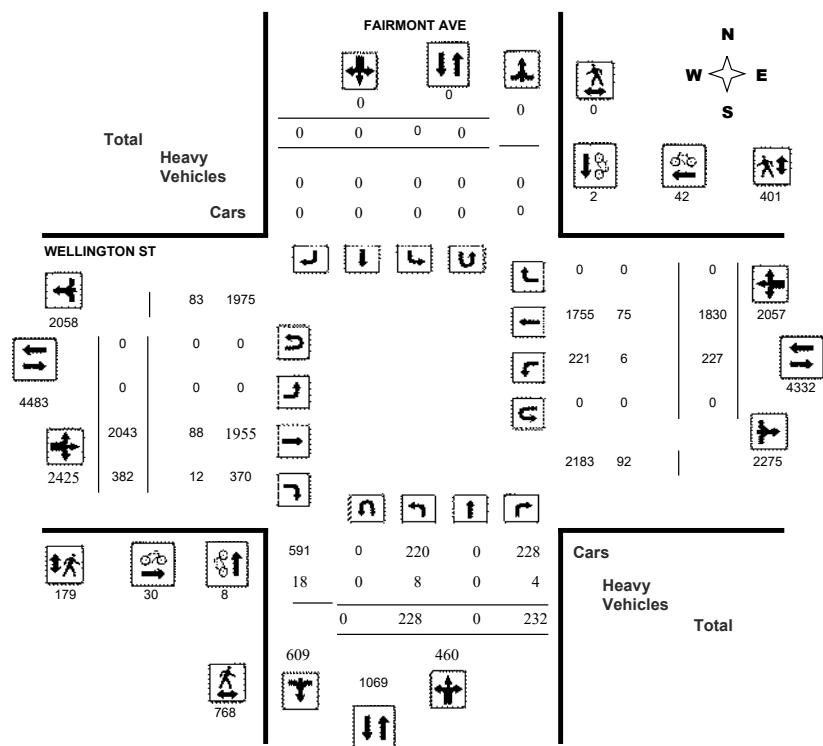 FAIRMONT AVE
N
W E
S
0 0 0 0
Total 0 0 0 0
Heavy
Vehicles
0 0 0 0 0
Cars 0 0 0 0 0
2 42 401
WELLINGTON ST
83 1975
2058
0 0 0
4483
0 0 0
2043 88 1955
2425 382 12 370
0 0 0
1755 75 1830 2057
221 6 227
4332
0 0 0
2183 92 2275
591 0 220 0 228 Cars
18 0 8 0 4 Heavy
Vehicles
0 228 0 232 Total
179 30 8
609 460
1069
768